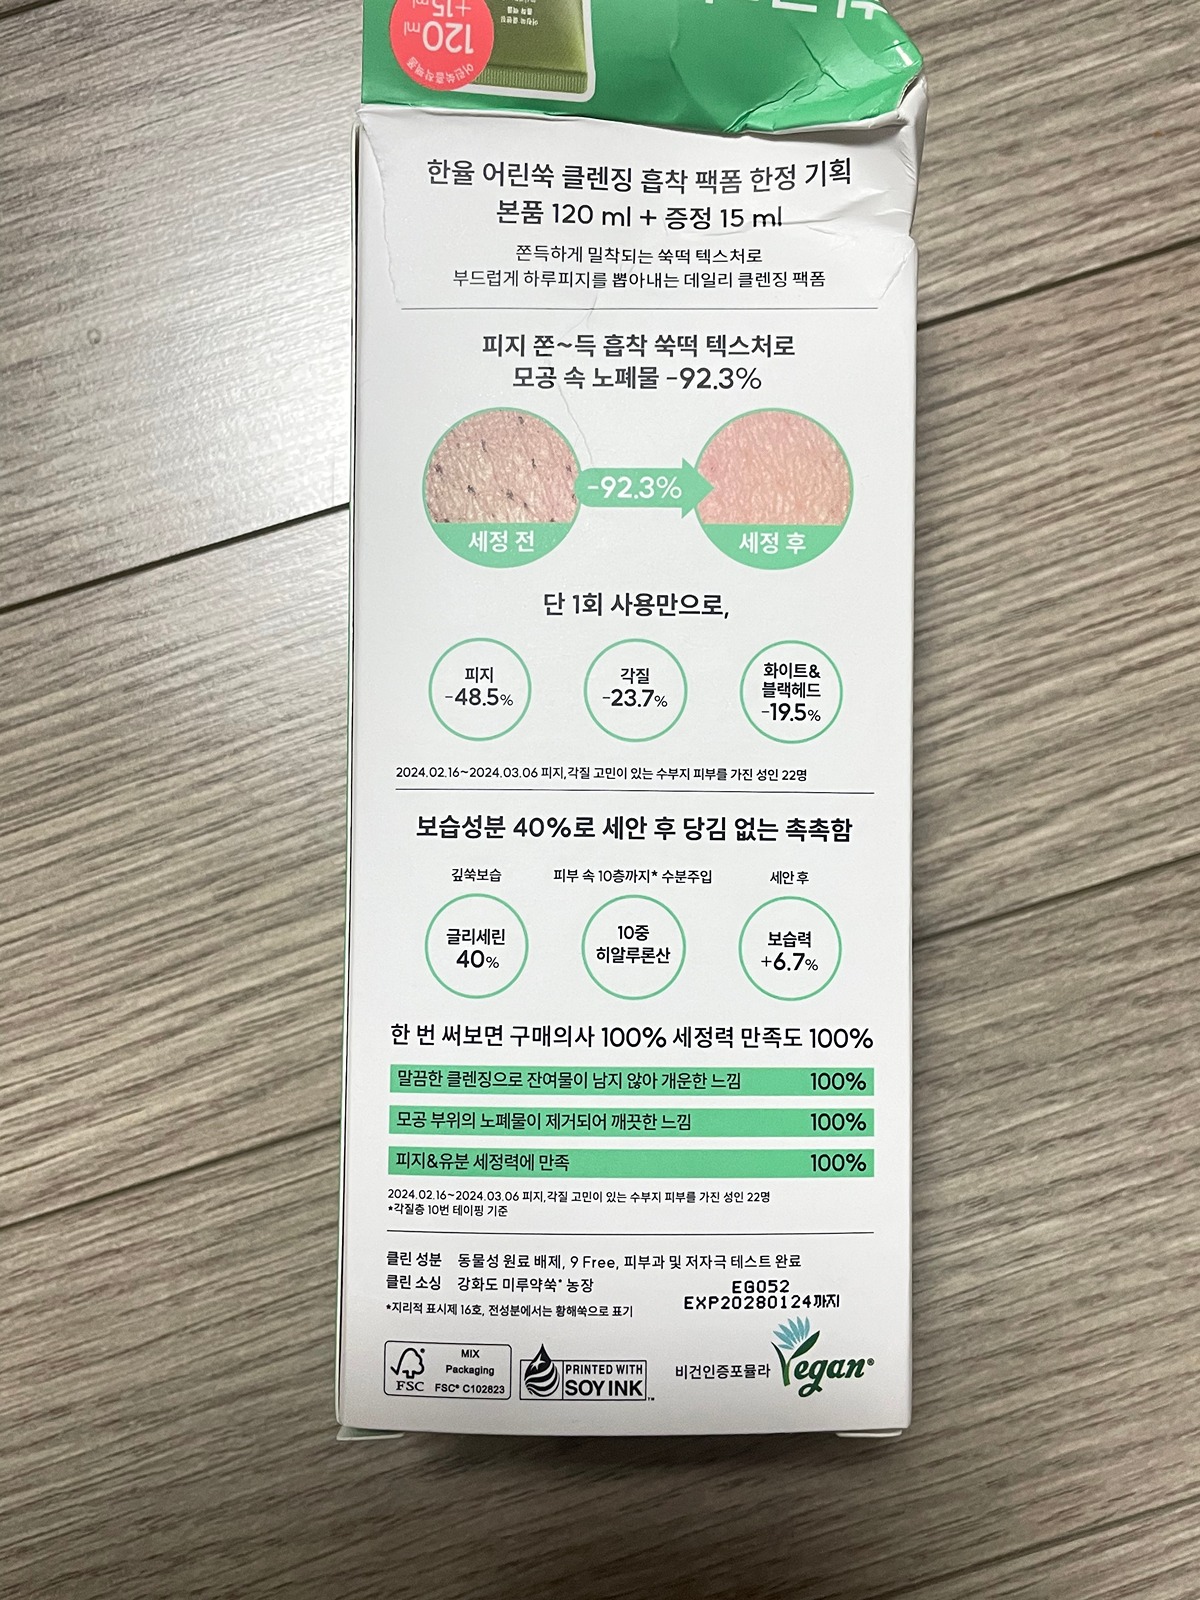 120 ml
+15 ml
어린쑥흡착팩폼
한율 어린쑥 클렌징 흡착 팩폼 한정 기획
본품 120 ml + 증정 15 ml
쫀득하게 밀착되는 쑥떡 텍스처로
부드럽게 하루피지를 뽑아내는 데일리 클렌징 팩폼
피지 쫀~득 흡착 쑥떡 텍스처로
모공 속 노폐물 -92.3%
-92.3%
세정 전
세정 후
단 1회 사용만으로,
피지
-48.5%
각질
-23.7%
화이트&
블랙헤드
-19.5%
2024.02.16~2024.03.06 피지,각질 고민이 있는 수부지 피부를 가진 성인 22명
보습성분 40%로 세안 후 당김 없는 촉촉함
깊쑥보습
글리세린
40%
피부 속 10층까지* 수분주입
10중
히알루론산
세안 후
보습력
+6.7%
한 번 써보면 구매의사 100% 세정력 만족도 100%
말끔한 클렌징으로 잔여물이 남지 않아 개운한 느낌 100%
모공 부위의 노폐물이 제거되어 깨끗한 느낌 100%
피지&유분 세정력에 만족 100%
2024.02.16~2024.03.06 피지,각질 고민이 있는 수부지 피부를 가진 성인 22명
*각질층 10번 테이핑 기준
클린 성분 동물성 원료 배제, 9 Free, 피부과 및 저자극 테스트 완료
클린 소싱 강화도 미루약쑥* 농장
*지리적 표시제 16호, 전성분에서는 황해쑥으로 표기
EG052
EXP20280124까지
FSC
MIX
Packaging
FSC® C102823
PRINTED WITH
SOY INK™
비건인증포뮬라
Vegan®